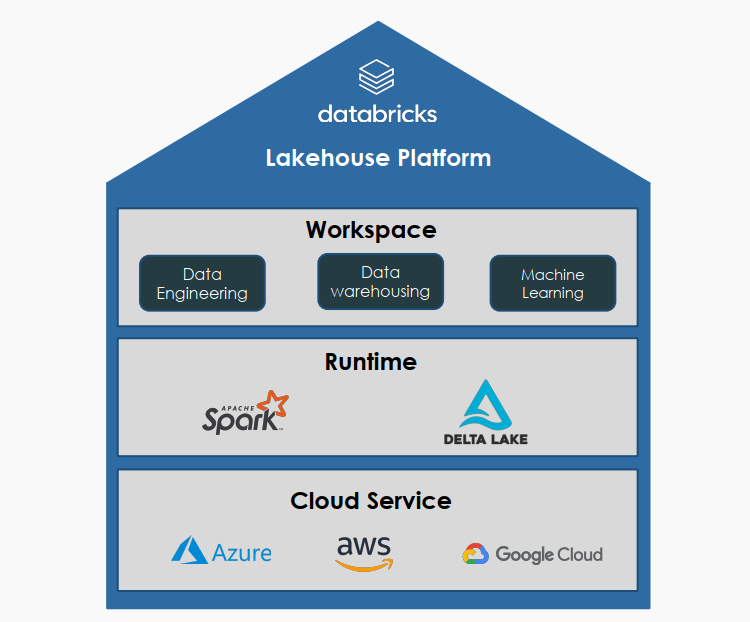 databricks
Lakehouse Platform
Workspace
Data
Engineering
Data
warehousing
Machine
Learning
Runtime
APACHE
Spark™
DELTA LAKE
Cloud Service
Azure
aws
Google Cloud